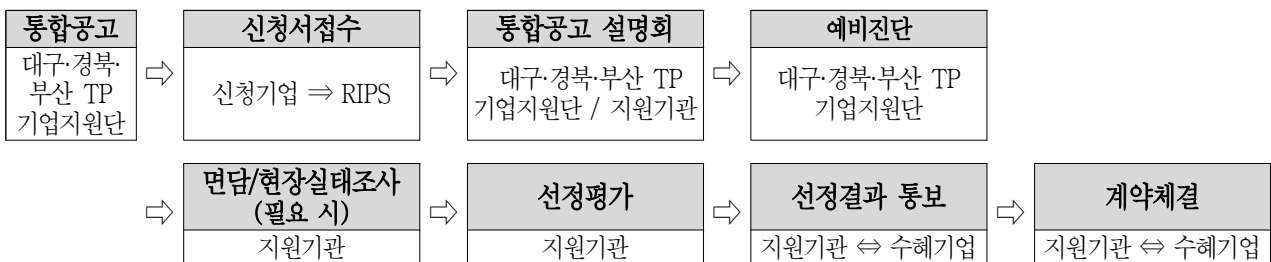 통합공고
대구·경북·
부산 TP
기업지원단
⇨
신청서접수
신청기업 ⇒ RIPS
⇨
통합공고 설명회
대구·경북·부산 TP
기업지원단 / 지원기관
⇨
예비진단
대구·경북·부산 TP
기업지원단
⇨
면담/현장실태조사
(필요 시)
지원기관
⇨
선정평가
지원기관
⇨
선정결과 통보
지원기관 ⇔ 수혜기업
⇨
계약체결
지원기관 ⇔ 수혜기업